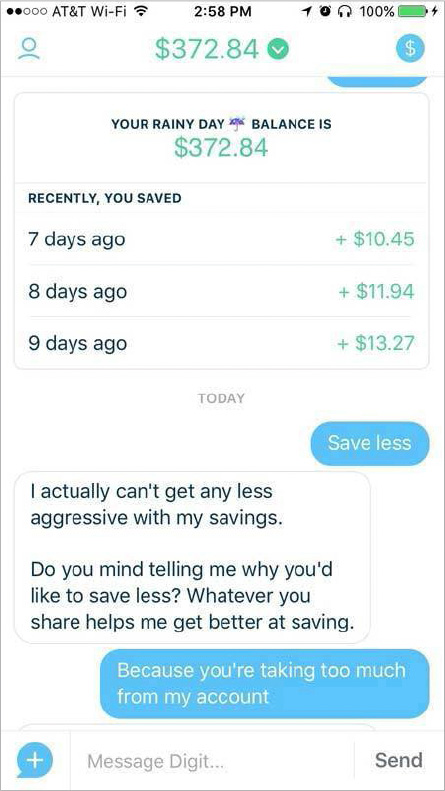 AT&T Wi-Fi 2:58 PM 100%
$372.84 $
YOUR RAINY DAY ☔ BALANCE IS
$372.84
RECENTLY, YOU SAVED
7 days ago + $10.45
8 days ago + $11.94
9 days ago + $13.27
TODAY
Save less
I actually can't get any less
aggressive with my savings.
Do you mind telling me why you'd
like to save less? Whatever you
share helps me get better at saving.
Because you're taking too much
from my account
+ Message Digit... Send